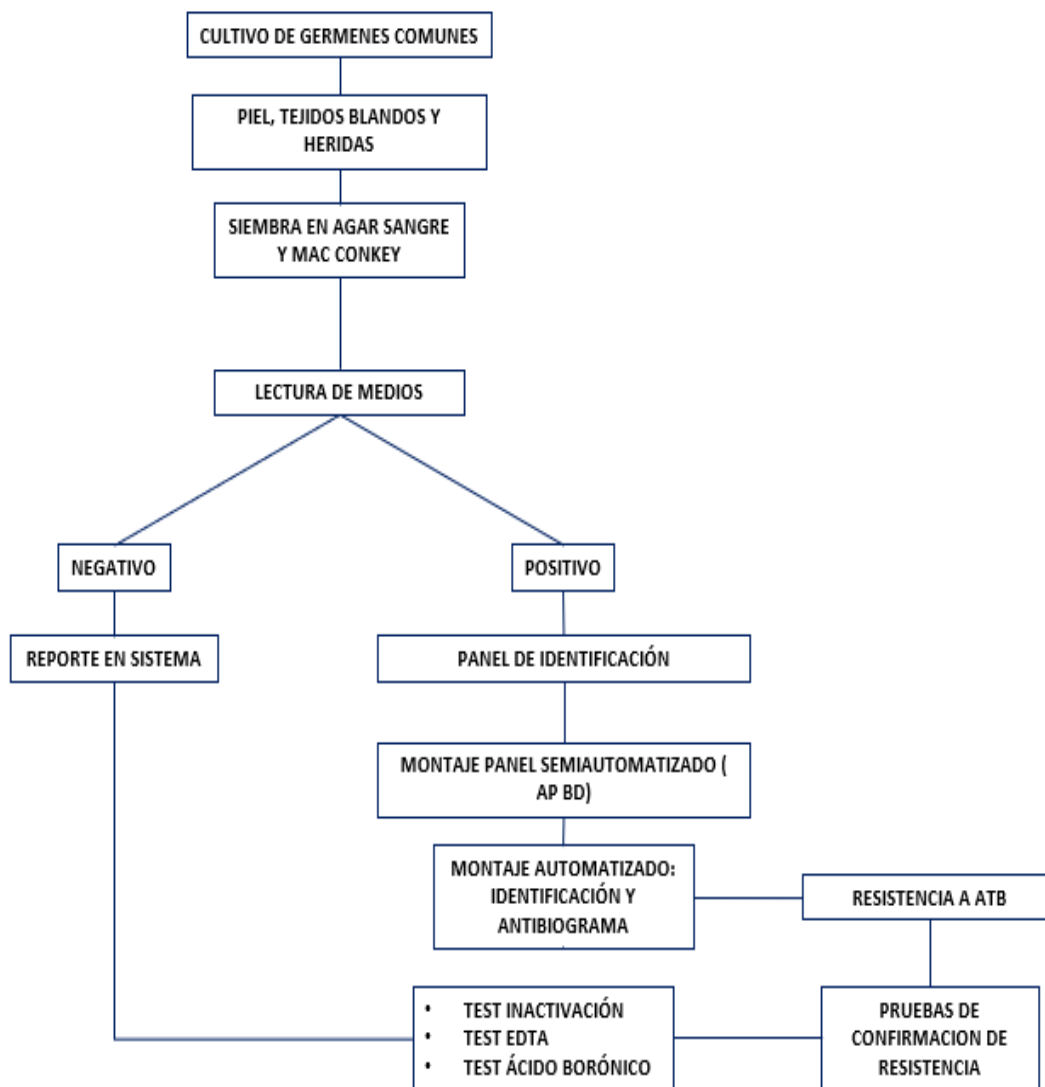 CULTIVO DE GERMENES COMUNES
PIEL, TEJIDOS BLANDOS Y
HERIDAS
SIEMBRA EN AGAR SANGRE
Y MAC CONKEY
LECTURA DE MEDIOS
NEGATIVO
POSITIVO
REPORTE EN SISTEMA
PANEL DE IDENTIFICACIÓN
MONTAJE PANEL SEMIAUTOMATIZADO (
AP BD)
MONTAJE AUTOMATIZADO:
IDENTIFICACIÓN Y
ANTIBIOGRAMA
RESISTENCIA A ATB
• TEST INACTIVACIÓN
• TEST EDTA
• TEST ÁCIDO BORÓNICO
PRUEBAS DE
CONFIRMACION DE
RESISTENCIA